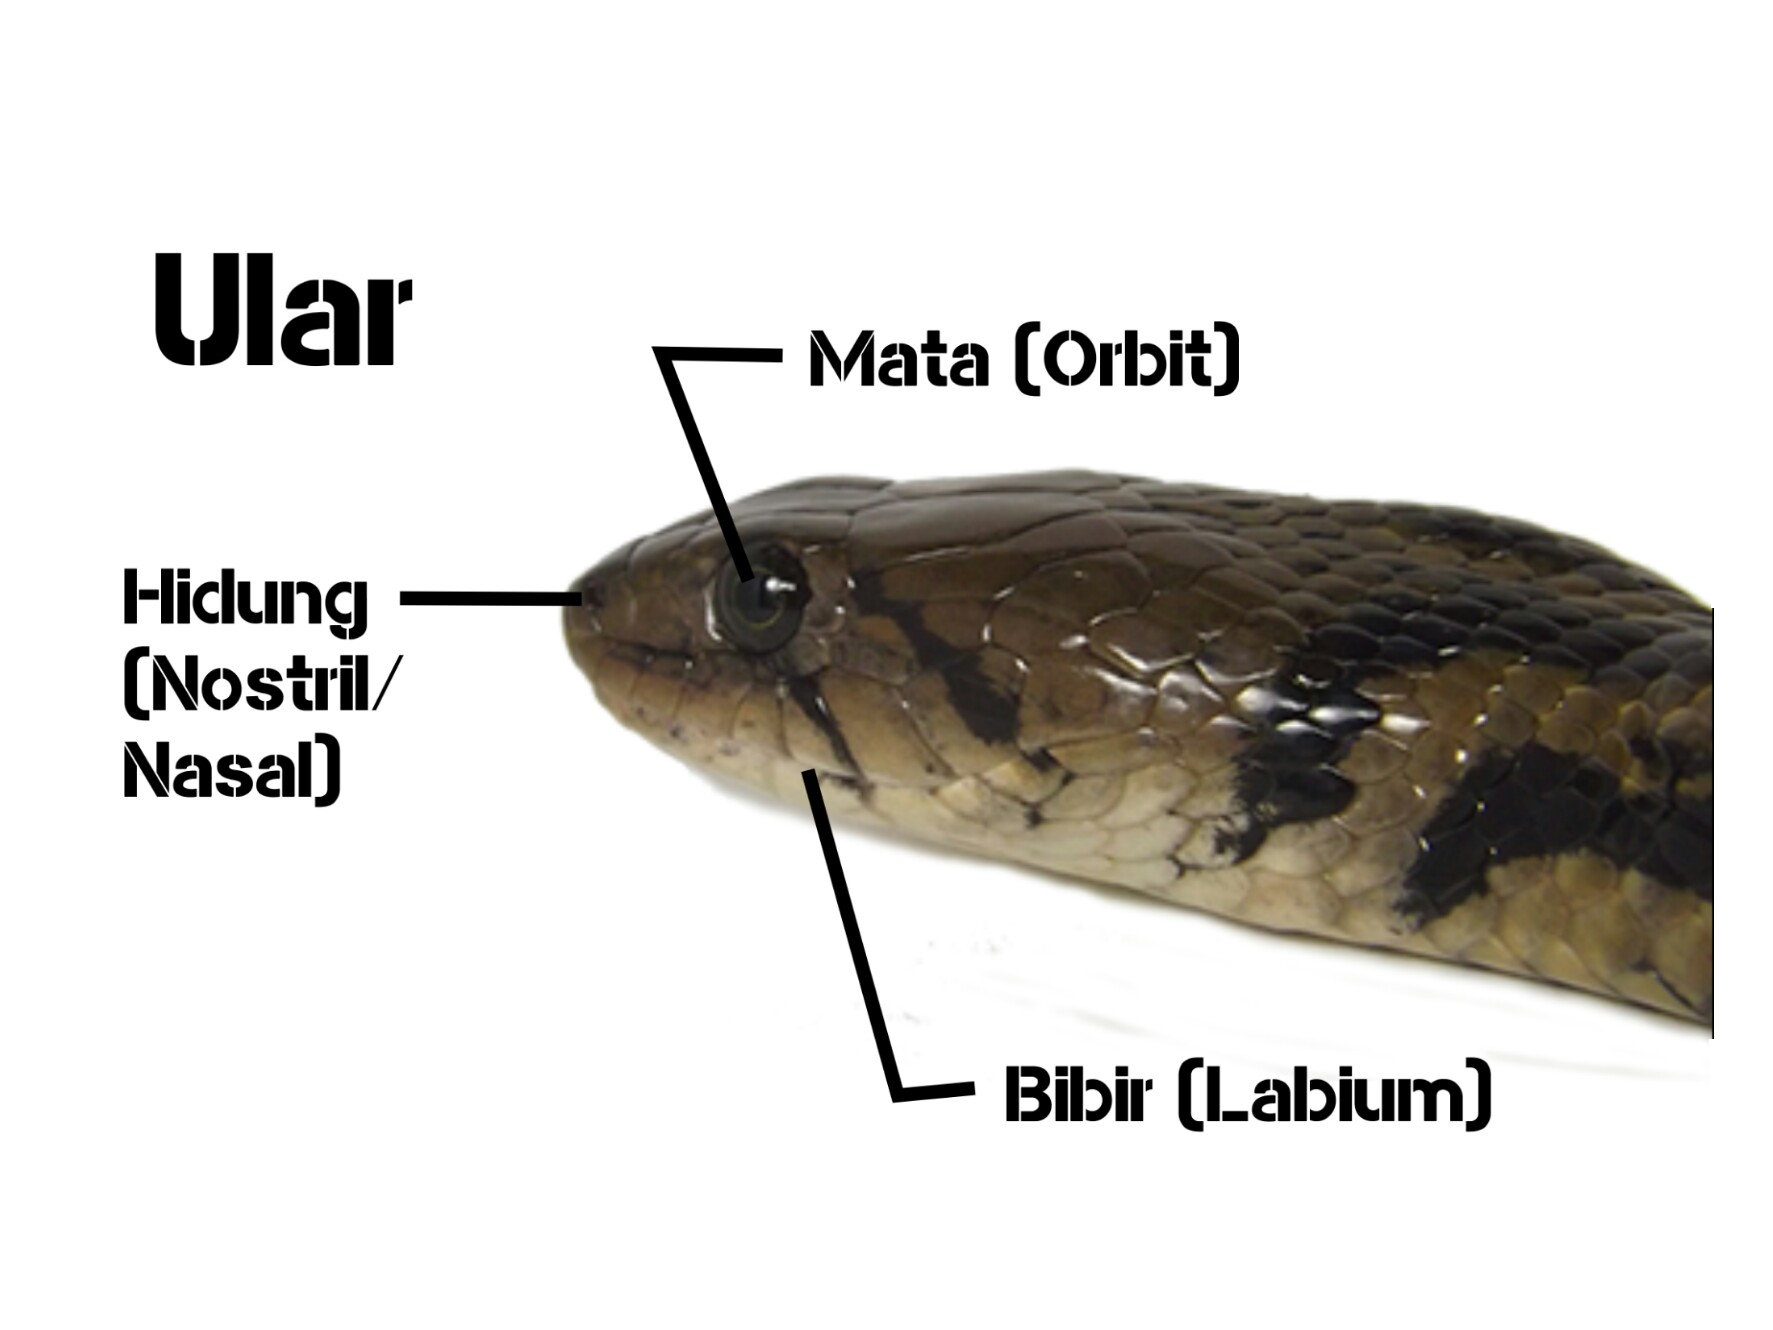 Ular
Mata (Orbit)
Hidung
(Nostril/
Nasal)
Bibir (Labium)